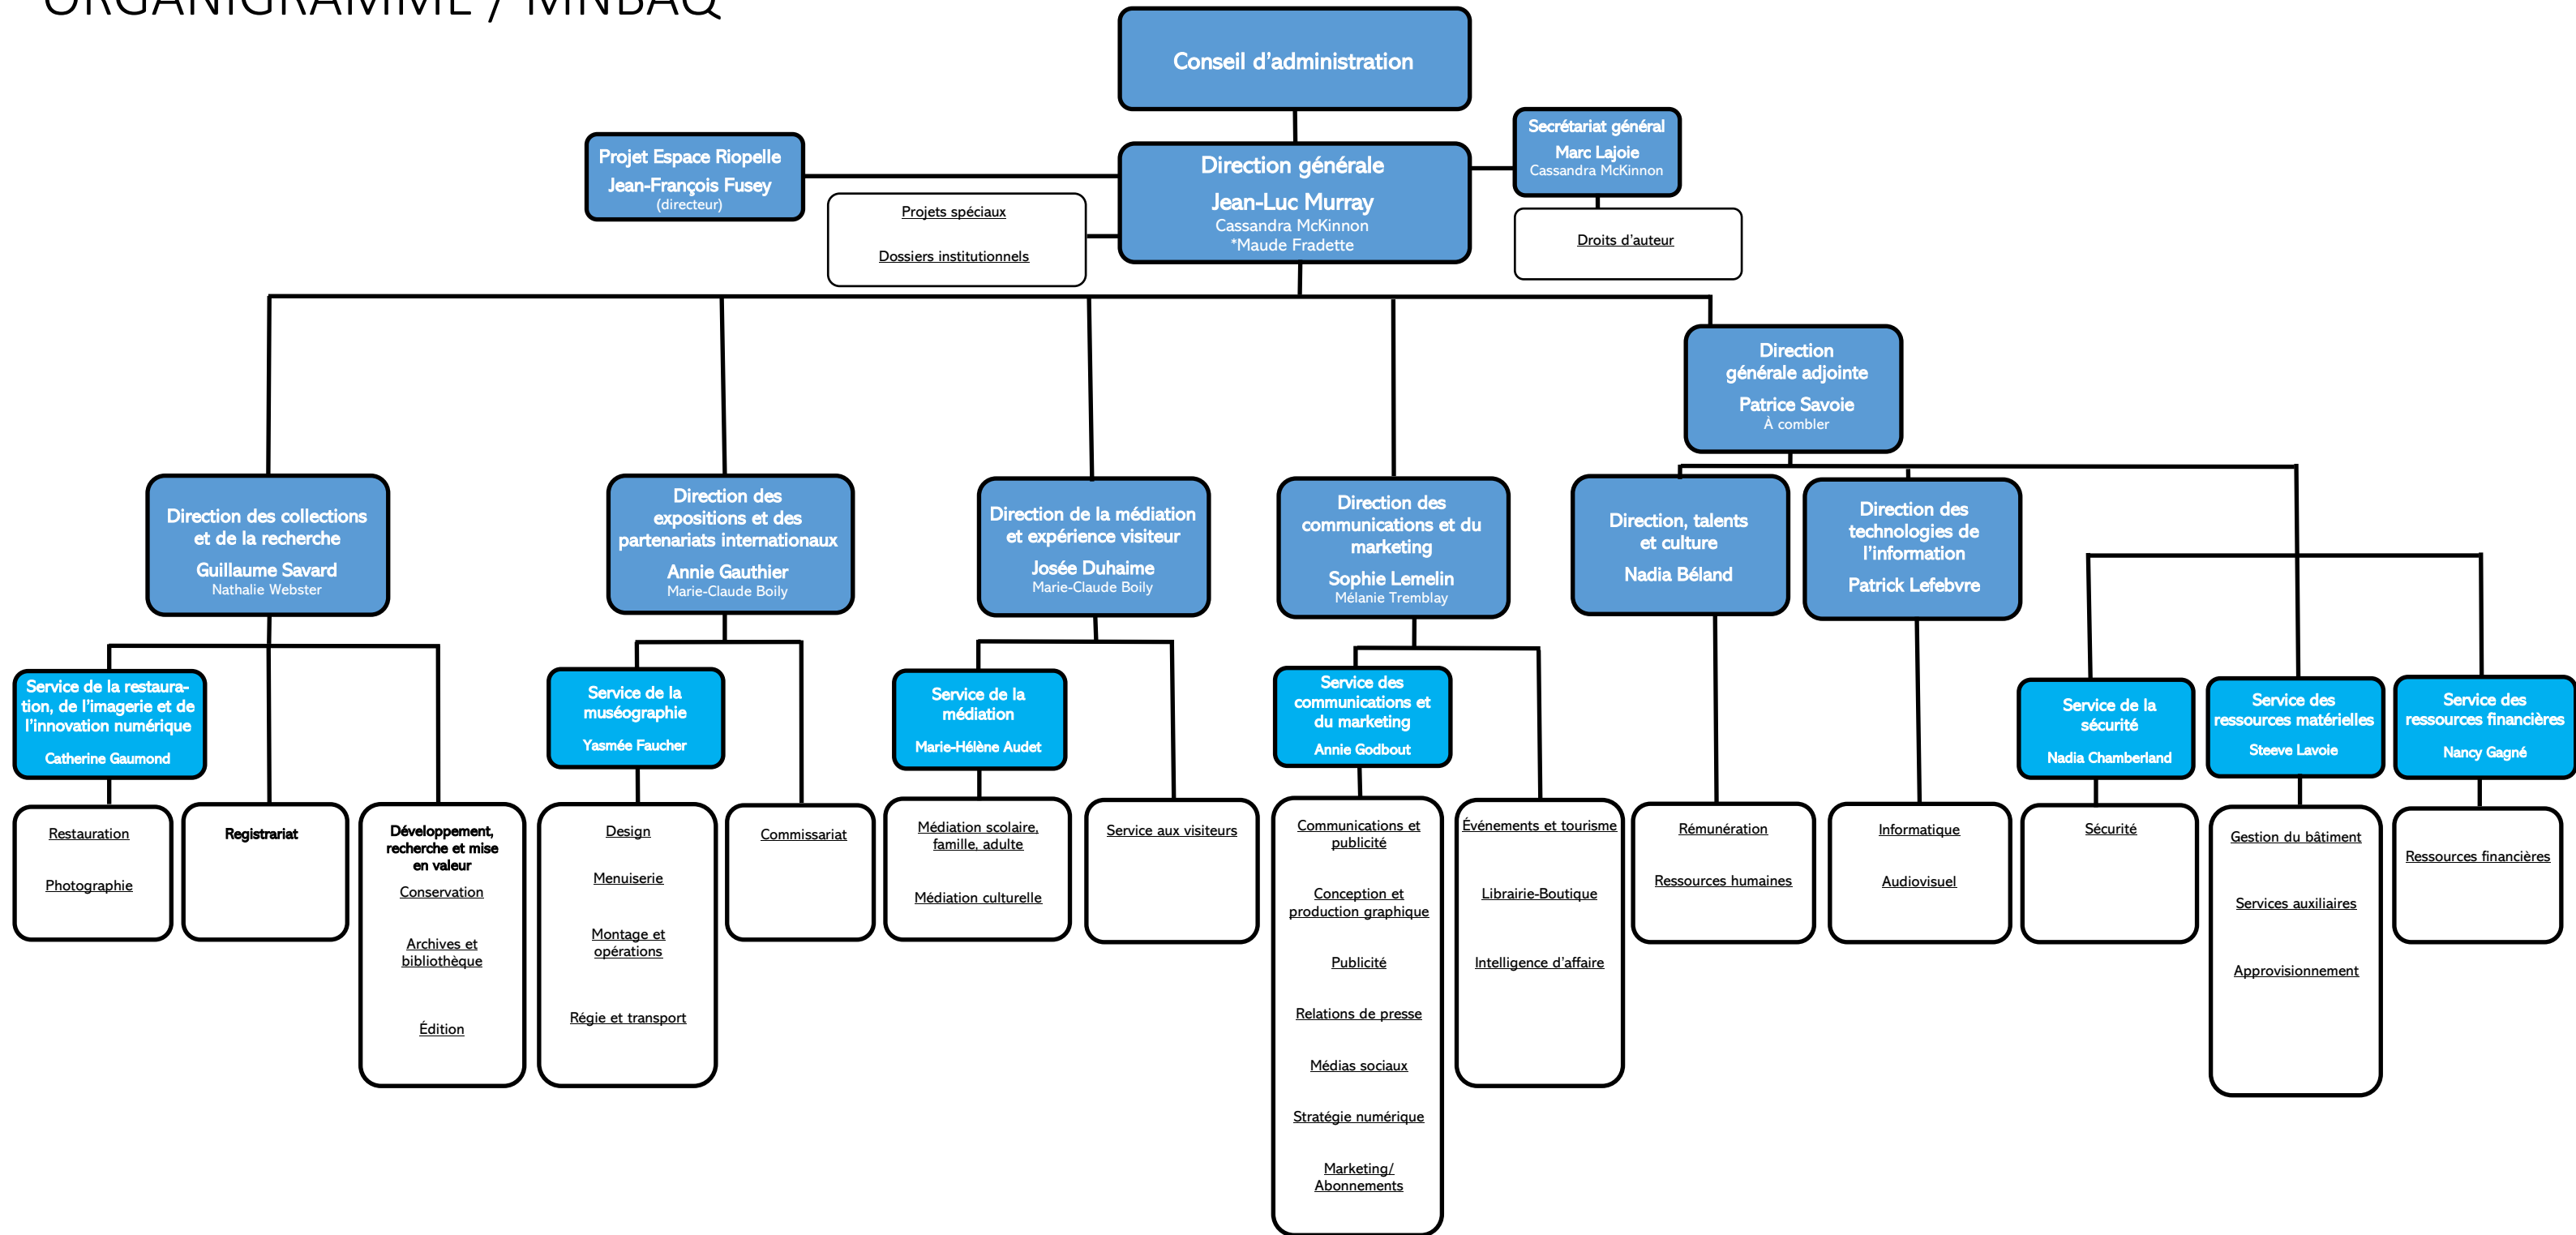 ORGANIGRAMME / MNBAQ
Conseil d’administration
Projet Espace Riopelle
Jean-François Fusey
(directeur)
Projets spéciaux
Dossiers institutionnels
Direction générale
Jean-Luc Murray
Cassandra McKinnon
*Maude Fradette
Secrétariat général
Marc Lajoie
Cassandra McKinnon
Droits d’auteur
Direction
générale adjointe
Patrice Savoie
À combler
Direction des collections
et de la recherche
Guillaume Savard
Nathalie Webster
Direction des
expositions et des
partenariats internationaux
Annie Gauthier
Marie-Claude Boily
Direction de la médiation
et expérience visiteur
Josée Duhaime
Marie-Claude Boily
Direction des
communications et du
marketing
Sophie Lemelin
Mélanie Tremblay
Direction, talents
et culture
Nadia Béland
Direction des
technologies de
l’information
Patrick Lefebvre
Service de la restaura-
tion, de l’imagerie et de
l’innovation numérique
Catherine Gaumond
Service de la
muséographie
Yasmée Faucher
Service de la
médiation
Marie-Hélène Audet
Service des
communications et
du marketing
Annie Godbout
Service de la
sécurité
Nadia Chamberland
Service des
ressources matérielles
Steeve Lavoie
Service des
ressources financières
Nancy Gagné
Restauration
Photographie
Registrariat
Développement,
recherche et mise
en valeur
Conservation
Archives et
bibliothèque
Édition
Design
Menuiserie
Montage et
opérations
Régie et transport
Commissariat
Médiation scolaire,
famille, adulte
Médiation culturelle
Service aux visiteurs
Communications et
publicité
Conception et
production graphique
Publicité
Relations de presse
Médias sociaux
Stratégie numérique
Marketing/
Abonnements
Événements et tourisme
Librairie-Boutique
Intelligence d’affaire
Rémunération
Ressources humaines
Informatique
Audiovisuel
Sécurité
Gestion du bâtiment
Services auxiliaires
Approvisionnement
Ressources financières